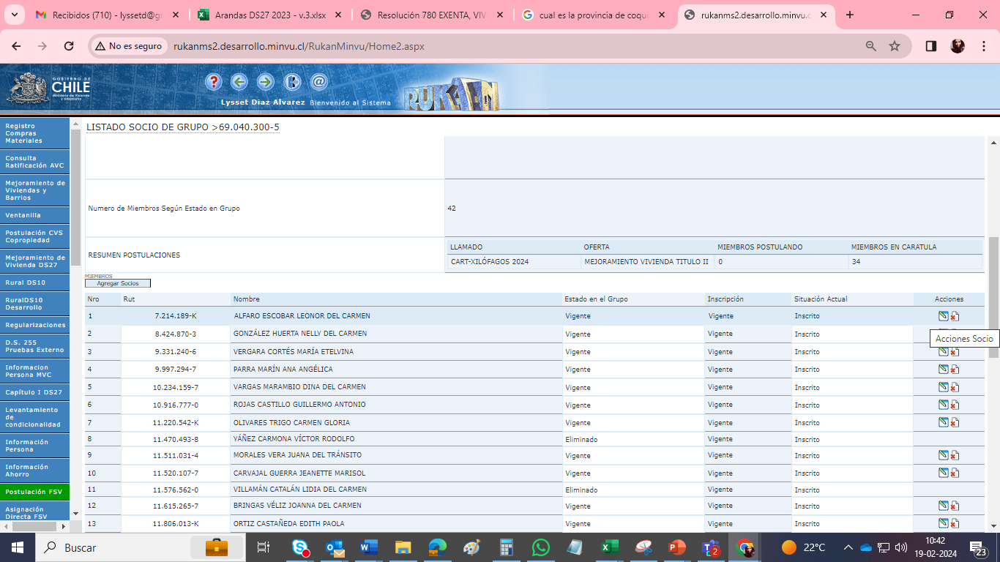 Recibidos (710) - lyssetd@g
Arandas DS27 2023 - v.3.xlsx
Resolución 780 EXENTA, VIV
cual es la provincia de coqui
rukanms2.desarrollo.minvu.c
No es seguro
rukanms2.desarrollo.minvu.cl/RukanMinvu/Home2.aspx
GOBIERNO DE
CHILE
Ministerio de Vivienda
y Urbanismo
Lysset Diaz Alvarez Bienvenido al Sistema
RUKAN
Registro
Compras
Materiales
Consulta
Ratificación AVC
Mejoramiento de
Viviendas y
Barrios
Ventanilla
Postulación CVS
Copropiedad
Mejoramiento de
Vivienda DS27
Rural DS10
RuralDS10
Desarrollo
Regularizaciones
D.S. 255
Pruebas Externo
Informacion
Persona MVC
Capítulo I DS27
Levantamiento
de
condicionalidad
Información
Persona
Información
Ahorro
Postulación FSV
Asignación
Directa FSV
LISTADO SOCIO DE GRUPO >69.040.300-5
Numero de Miembros Según Estado en Grupo 42
RESUMEN POSTULACIONES
LLAMADO OFERTA MIEMBROS POSTULANDO MIEMBROS EN CARATULA
CART-XILÓFAGOS 2024 MEJORAMIENTO VIVIENDA TITULO II 0 34
MIEMBROS
Agregar Socios
Nro Rut Nombre Estado en el Grupo Inscripción Situación Actual Acciones
1 7.214.189-K ALFARO ESCOBAR LEONOR DEL CARMEN Vigente Vigente Inscrito
2 8.424.870-3 GONZÁLEZ HUERTA NELLY DEL CARMEN Vigente Vigente Inscrito
Acciones Socio
3 9.331.240-6 VERGARA CORTÉS MARÍA ETELVINA Vigente Vigente Inscrito
4 9.997.294-7 PARRA MARÍN ANA ANGÉLICA Vigente Vigente Inscrito
5 10.234.159-7 VARGAS MARAMBIO DINA DEL CARMEN Vigente Vigente Inscrito
6 10.916.777-0 ROJAS CASTILLO GUILLERMO ANTONIO Vigente Vigente Inscrito
7 11.220.542-K OLIVARES TRIGO CARMEN GLORIA Vigente Vigente Inscrito
8 11.470.493-8 YÁÑEZ CARMONA VÍCTOR RODOLFO Eliminado Vigente Inscrito
9 11.511.031-4 MORALES VERA JUANA DEL TRÁNSITO Vigente Vigente Inscrito
10 11.520.107-7 CARVAJAL GUERRA JEANETTE MARISOL Vigente Vigente Inscrito
11 11.576.562-0 VILLAMÁN CATALÁN LIDIA DEL CARMEN Eliminado Vigente Inscrito
12 11.615.265-7 BRINGAS VÉLIZ JOANNA DEL CARMEN Vigente Vigente Inscrito
13 11.806.013-K ORTIZ CASTAÑEDA EDITH PAOLA Vigente Vigente Inscrito
Buscar
22°C
10:42
19-02-2024
23